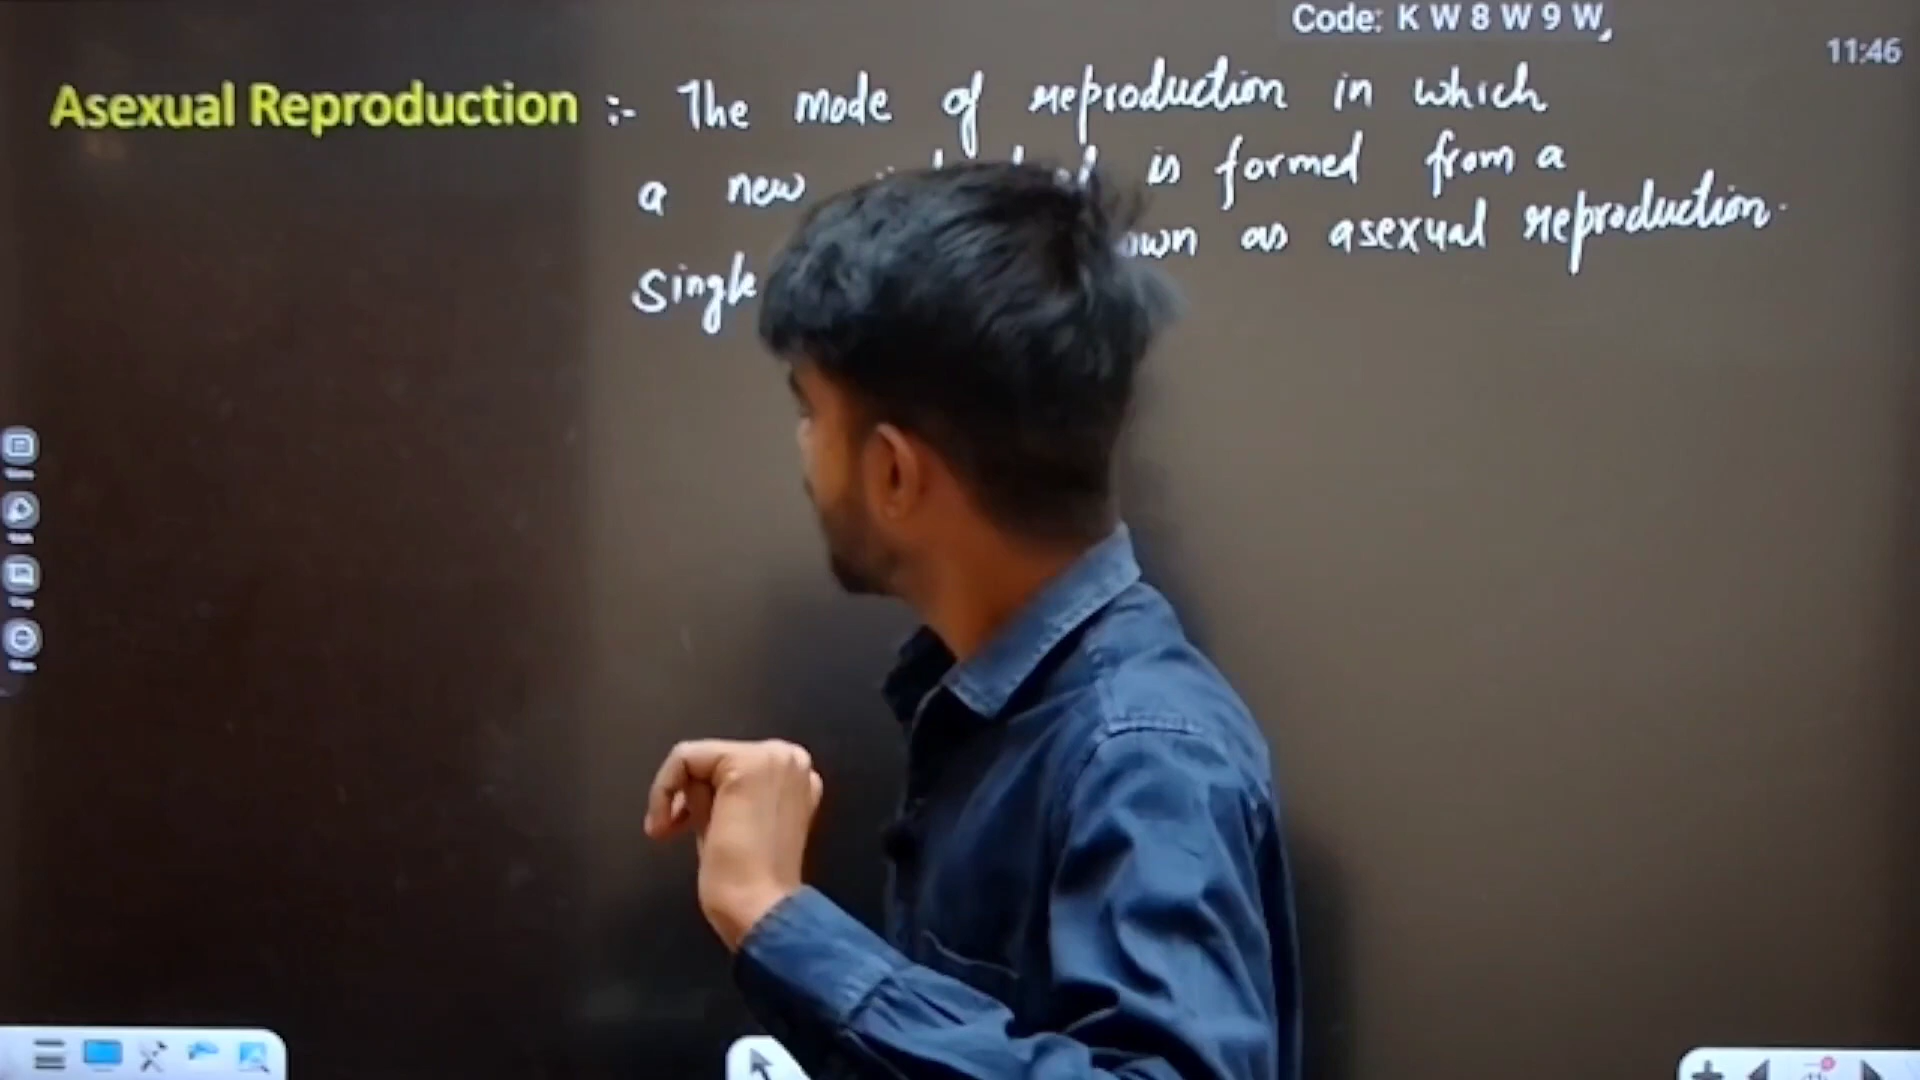 Code: K W 8 W 9 W
11:46
Asexual Reproduction :- The mode of reproduction in which
a new is formed from a
single as asexual reproduction.